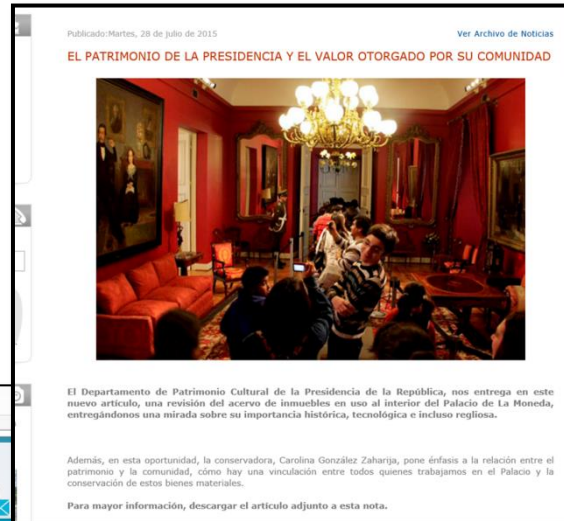 Publicado:Martes, 28 de julio de 2015
Ver Archivo de Noticias
EL PATRIMONIO DE LA PRESIDENCIA Y EL VALOR OTORGADO POR SU COMUNIDAD
El Departamento de Patrimonio Cultural de la Presidencia de la República, nos entrega en este
nuevo artículo, una revisión del acervo de inmuebles en uso al interior del Palacio de La Moneda,
entregándonos una mirada sobre su importancia histórica, tecnológica e incluso regliosa.
Además, en esta oportunidad, la conservadora, Carolina González Zaharija, pone énfasis a la relación entre el
patrimonio y la comunidad, cómo hay una vinculación entre todos quienes trabajamos en el Palacio y la
conservación de estos bienes materiales.
Para mayor información, descargar el artículo adjunto a esta nota.